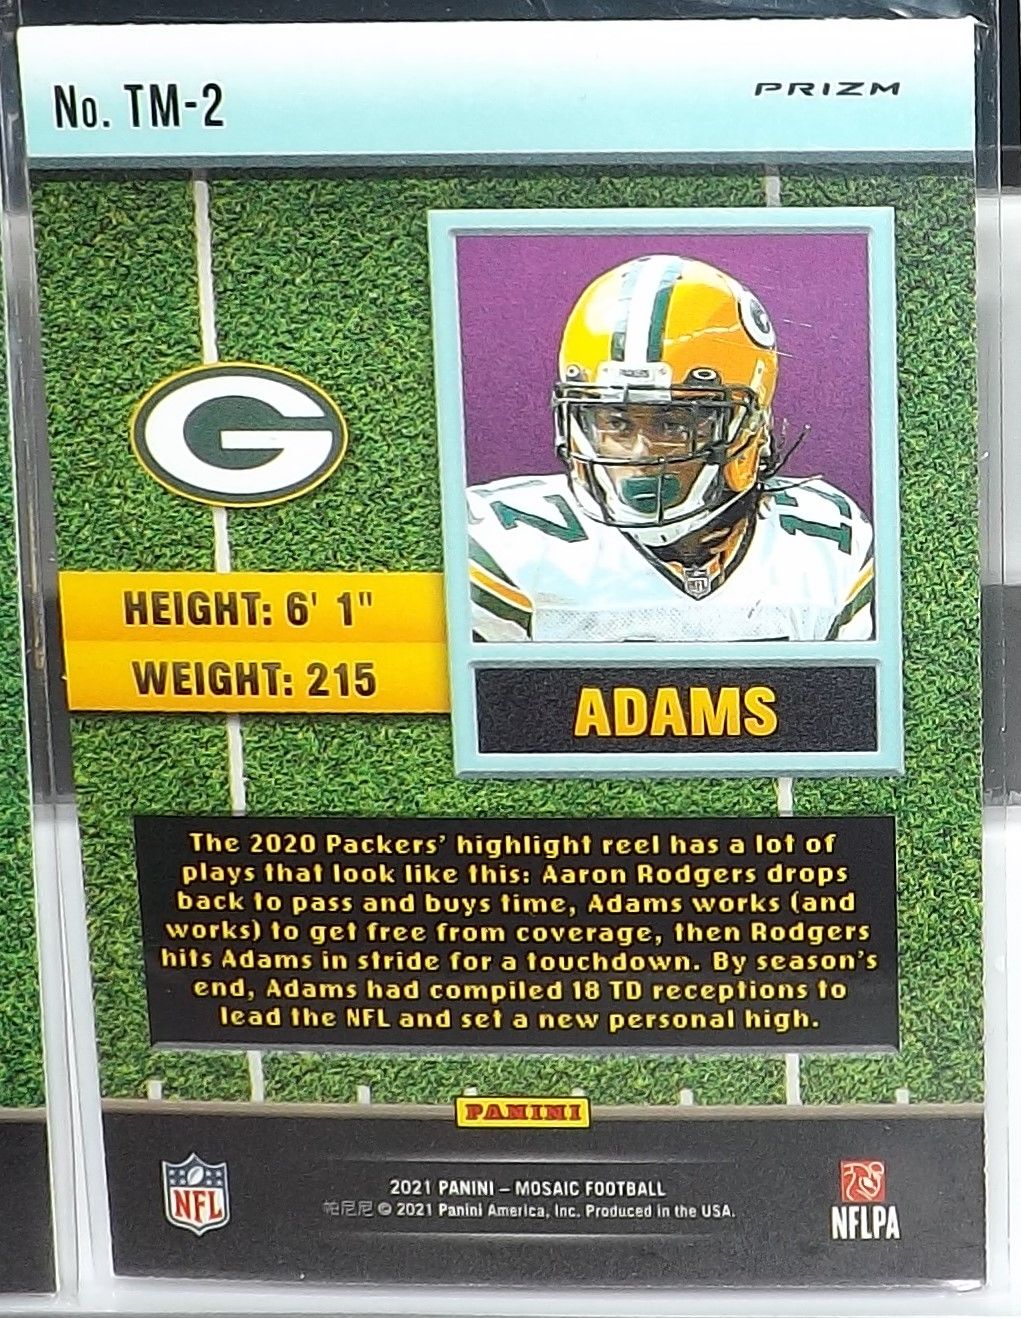 No. TM-2
PRIZM
G
HEIGHT: 6' 1"
WEIGHT: 215
17
ADAMS
The 2020 Packers' highlight reel has a lot of
plays that look like this: Aaron Rodgers drops
back to pass and buys time, Adams works (and
works) to get free from coverage, then Rodgers
hits Adams in stride for a touchdown. By season's
end, Adams had compiled 18 TD receptions to
lead the NFL and set a new personal high.
PANINI
NFL
2021 PANINI – MOSAIC FOOTBALL
帕尼尼 © 2021 Panini America, Inc. Produced in the USA.
NFLPA